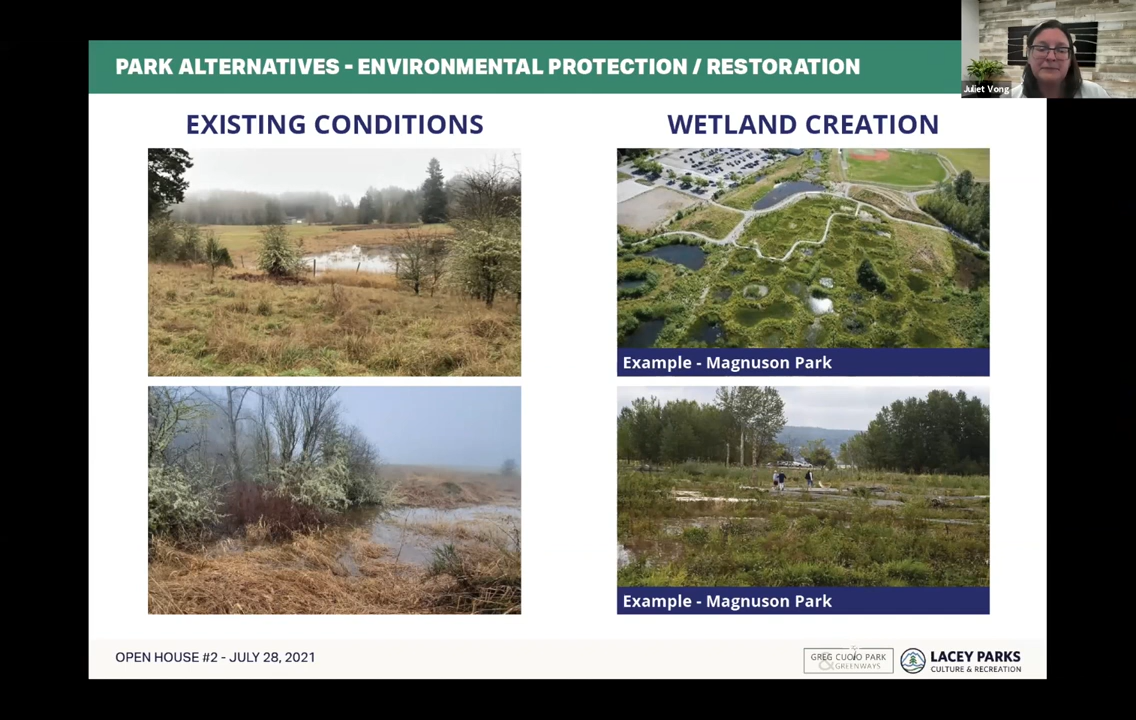 PARK ALTERNATIVES - ENVIRONMENTAL PROTECTION / RESTORATION
Juliet Vong
EXISTING CONDITIONS
WETLAND CREATION
Example - Magnuson Park
Example - Magnuson Park
OPEN HOUSE #2 - JULY 28, 2021
GREG CUOIO PARK
& GREENWAYS
LACEY PARKS
CULTURE & RECREATION